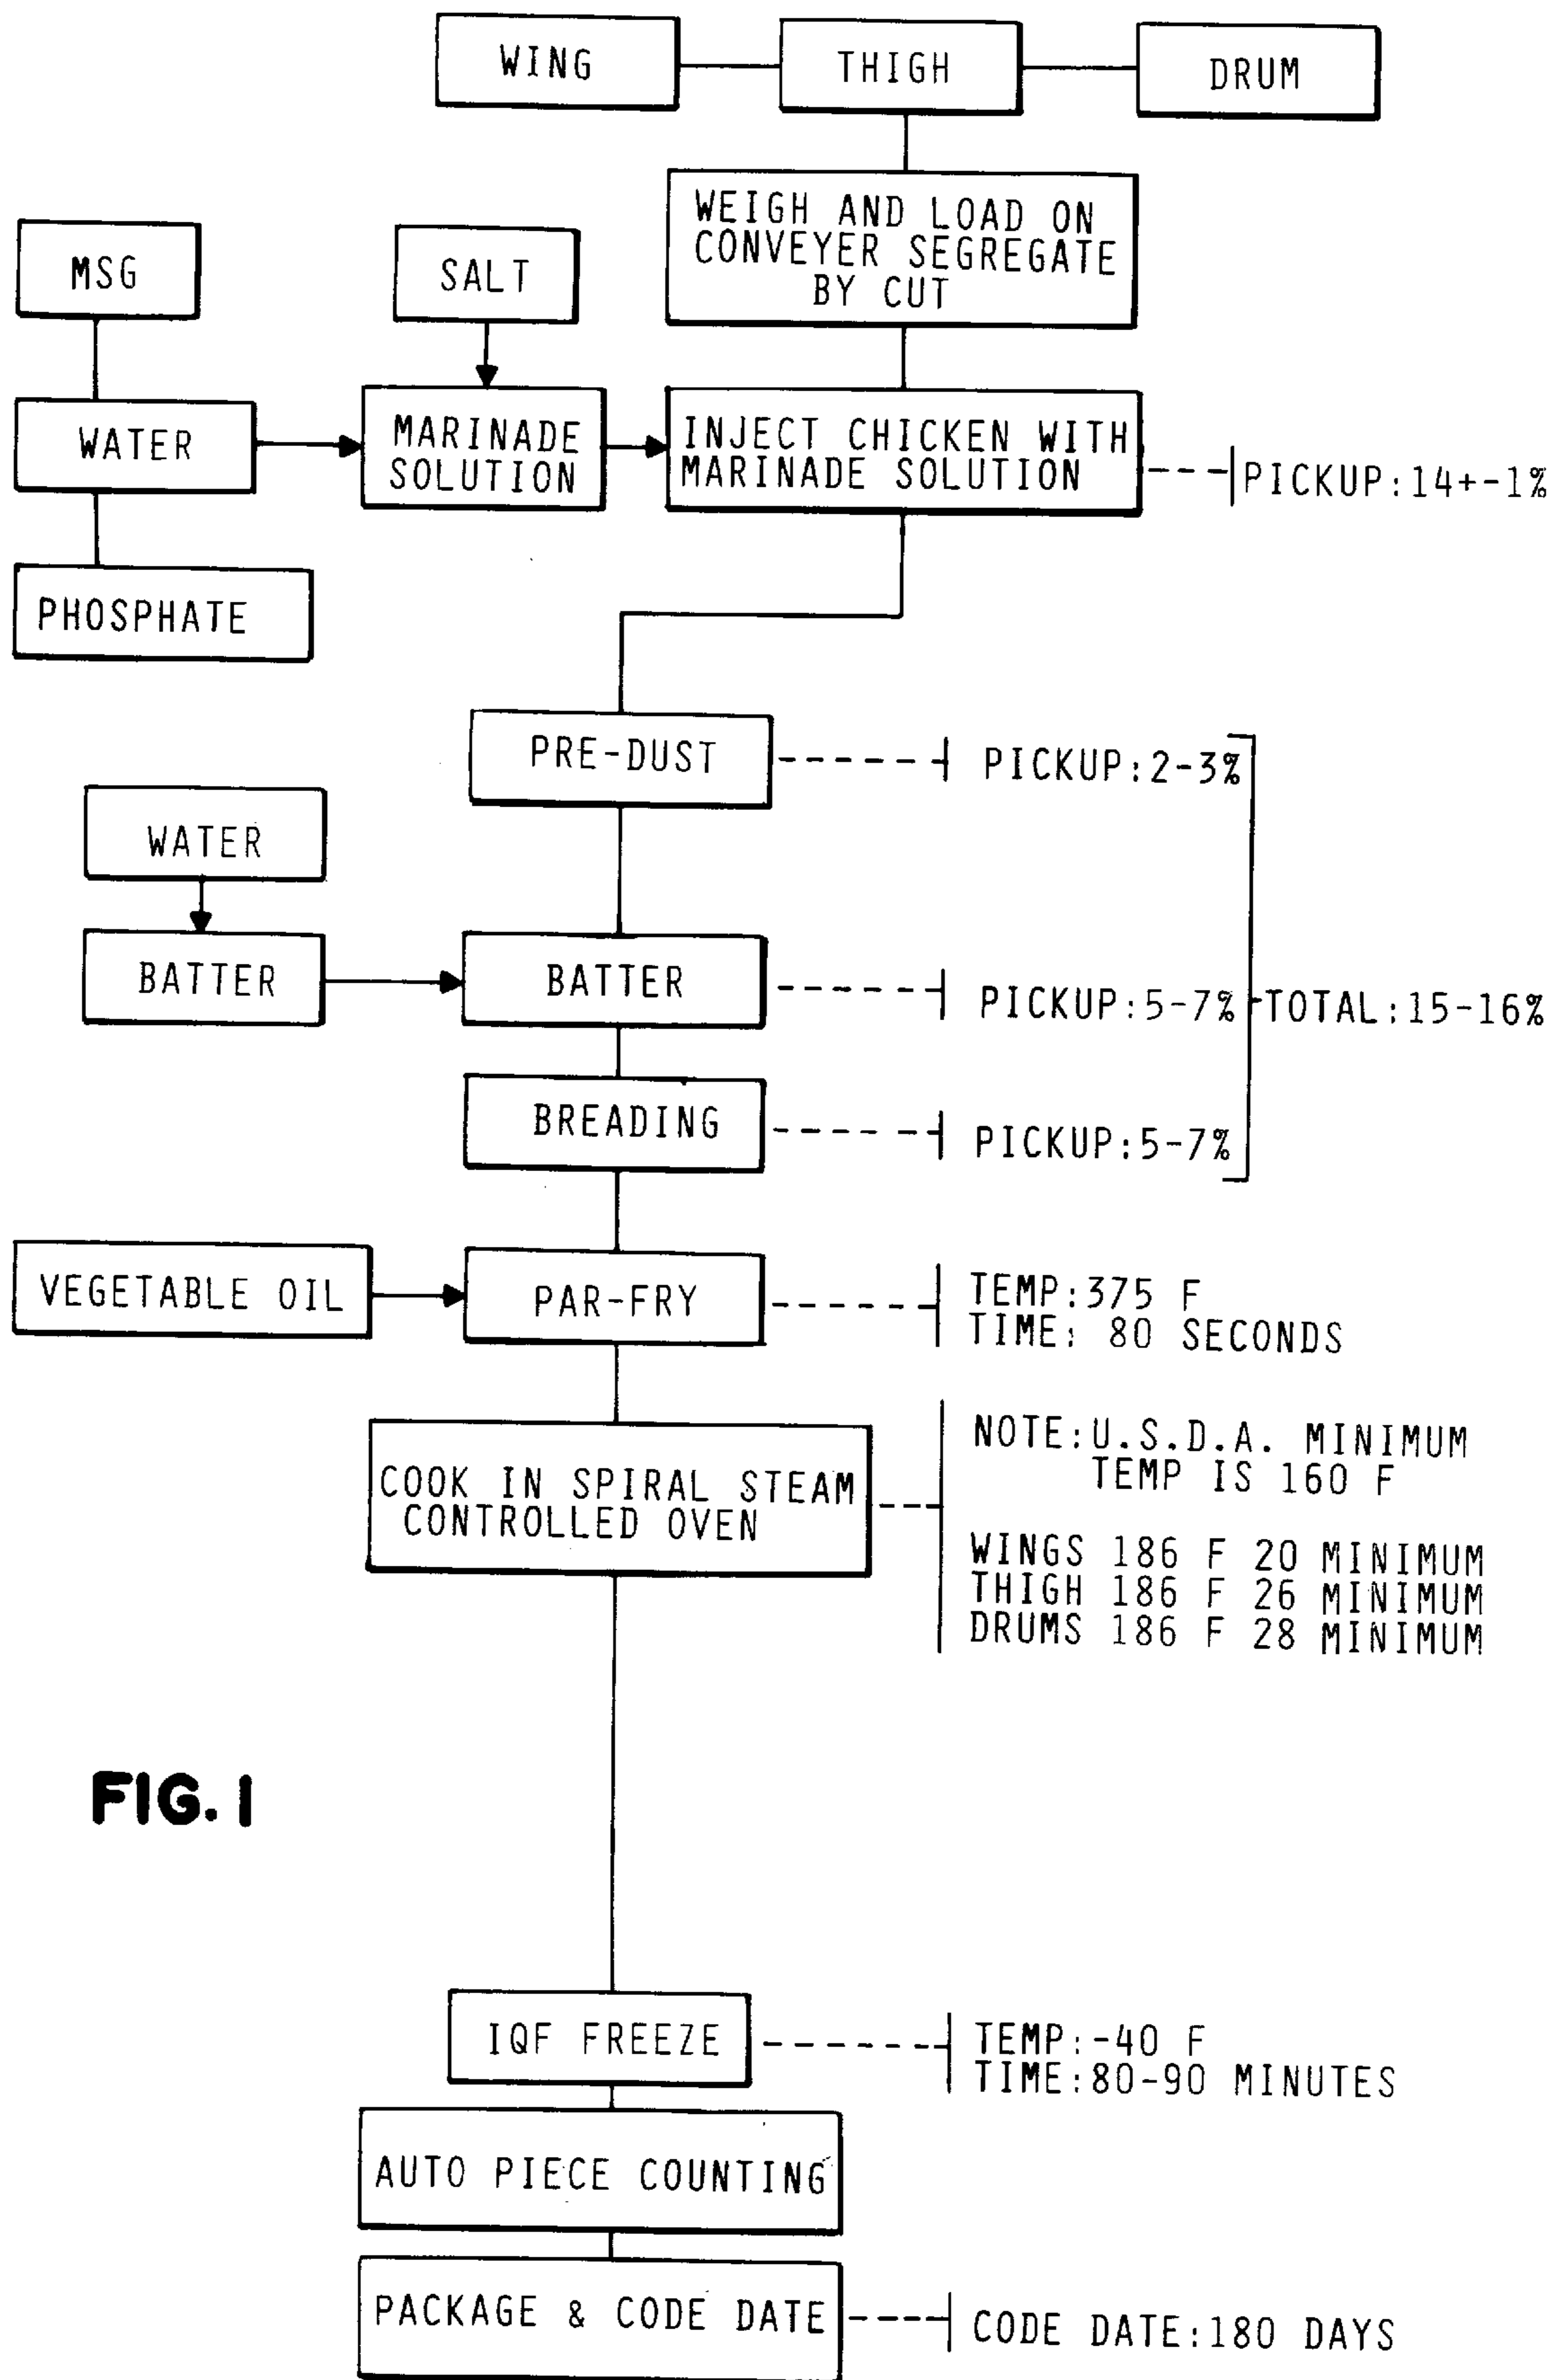 WING
THIGH
DRUM
WEIGH AND LOAD ON
CONVEYER SEGREGATE
BY CUT
MSG
SALT
WATER
MARINADE
SOLUTION
INJECT CHICKEN WITH
MARINADE SOLUTION
PICKUP:14+-1%
PHOSPHATE
PRE-DUST
PICKUP:2-3%
WATER
BATTER
BATTER
PICKUP:5-7%
TOTAL:15-16%
BREADING
PICKUP:5-7%
VEGETABLE OIL
PAR-FRY
TEMP:375 F
TIME: 80 SECONDS
COOK IN SPIRAL STEAM
CONTROLLED OVEN
NOTE:U.S.D.A. MINIMUM
TEMP IS 160 F
WINGS 186 F 20 MINIMUM
THIGH 186 F 26 MINIMUM
DRUMS 186 F 28 MINIMUM
FIG. 1
IQF FREEZE
TEMP:-40 F
TIME:80-90 MINUTES
AUTO PIECE COUNTING
PACKAGE & CODE DATE
CODE DATE:180 DAYS